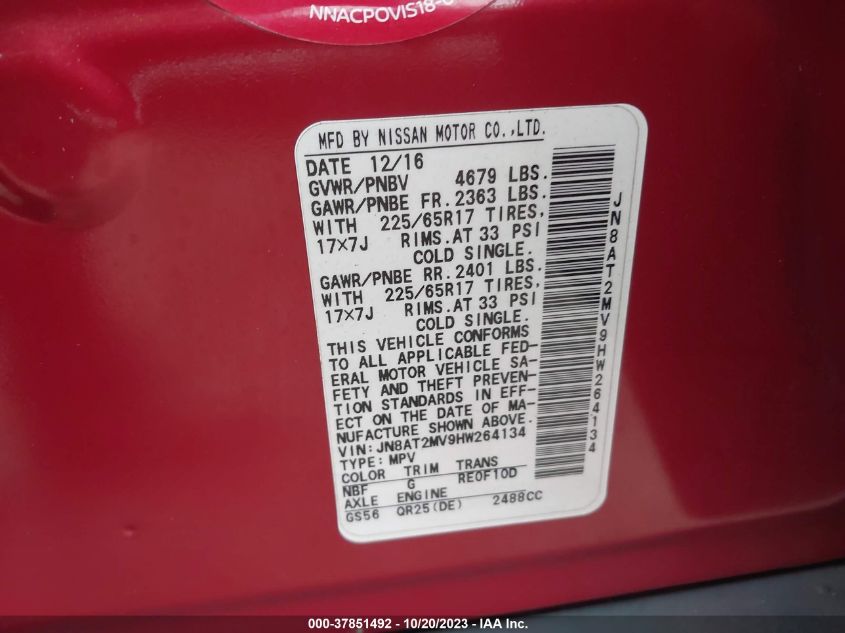 NNACPOVIS18-
MFD BY NISSAN MOTOR CO.,LTD.
DATE 12/16
GVWR/PNBV 4679 LBS.
GAWR/PNBE FR. 2363 LBS.
WITH 225/65R17 TIRES,
17×7J RIMS.AT 33 PSI
COLD SINGLE.
GAWR/PNBE RR. 2401 LBS.
WITH 225/65R17 TIRES,
17×7J RIMS.AT 33 PSI
COLD SINGLE.
THIS VEHICLE CONFORMS
TO ALL APPLICABLE FED-
ERAL MOTOR VEHICLE SA-
FETY AND THEFT PREVEN-
TION STANDARDS IN EFF-
ECT ON THE DATE OF MA-
NUFACTURE SHOWN ABOVE.
VIN: JN8AT2MV9HW264134
TYPE: MPV
COLOR TRIM TRANS
NBF G RE0F10D
AXLE ENGINE
GS56 QR25(DE) 2488CC
JN8AT2MV9HW264134
000-37851492 - 10/20/2023 - IAA Inc.